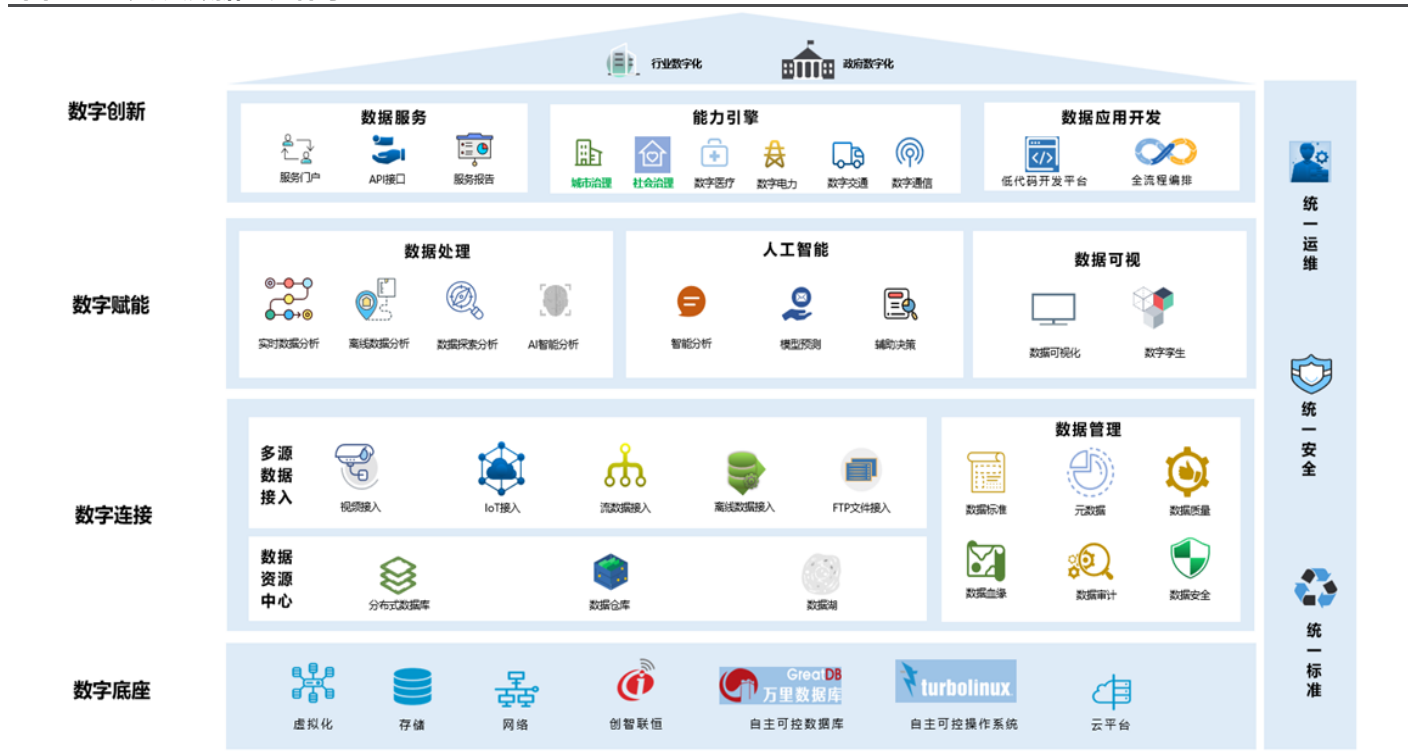 行业数字化
政府数字化
数字创新
数据服务
服务门户
API接口
服务报告
能力引擎
城市治理
社会治理
数字医疗
数字电力
数字交通
数字通信
数据应用开发
低代码开发平台
全流程编排
数字赋能
数据处理
实时数据分析
离线数据分析
数据探索分析
AI智能分析
人工智能
智能分析
模型预测
辅助决策
数据可视
数据可视化
数字孪生
数字连接
多源
数据
接入
视频接入
IoT接入
流数据接入
离线数据接入
FTP文件接入
数据
资源
中心
分布式数据库
数据仓库
数据湖
数据管理
数据标准
元数据
数据质量
数据血缘
数据审计
数据安全
数字底座
虚拟化
存储
网络
创智联恒
GreatDB
万里数据库
自主可控数据库
turbolinux
自主可控操作系统
云平台
统一运维
统一安全
统一标准